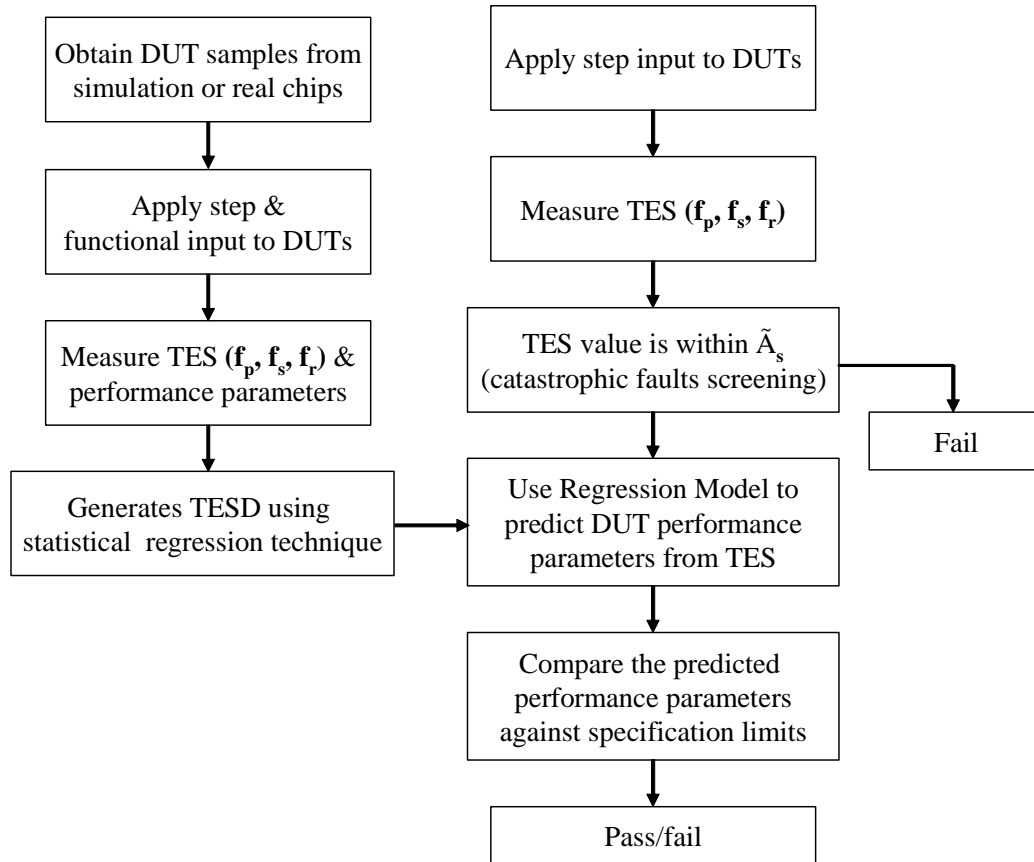 Obtain DUT samples from
simulation or real chips
Apply step &
functional input to DUTs
Measure TES (fp, fs, fr) &
performance parameters
Generates TESD using
statistical regression technique
Apply step input to DUTs
Measure TES (fp, fs, fr)
TES value is within Ãs
(catastrophic faults screening)
Fail
Use Regression Model to
predict DUT performance
parameters from TES
Compare the predicted
performance parameters
against specification limits
Pass/fail